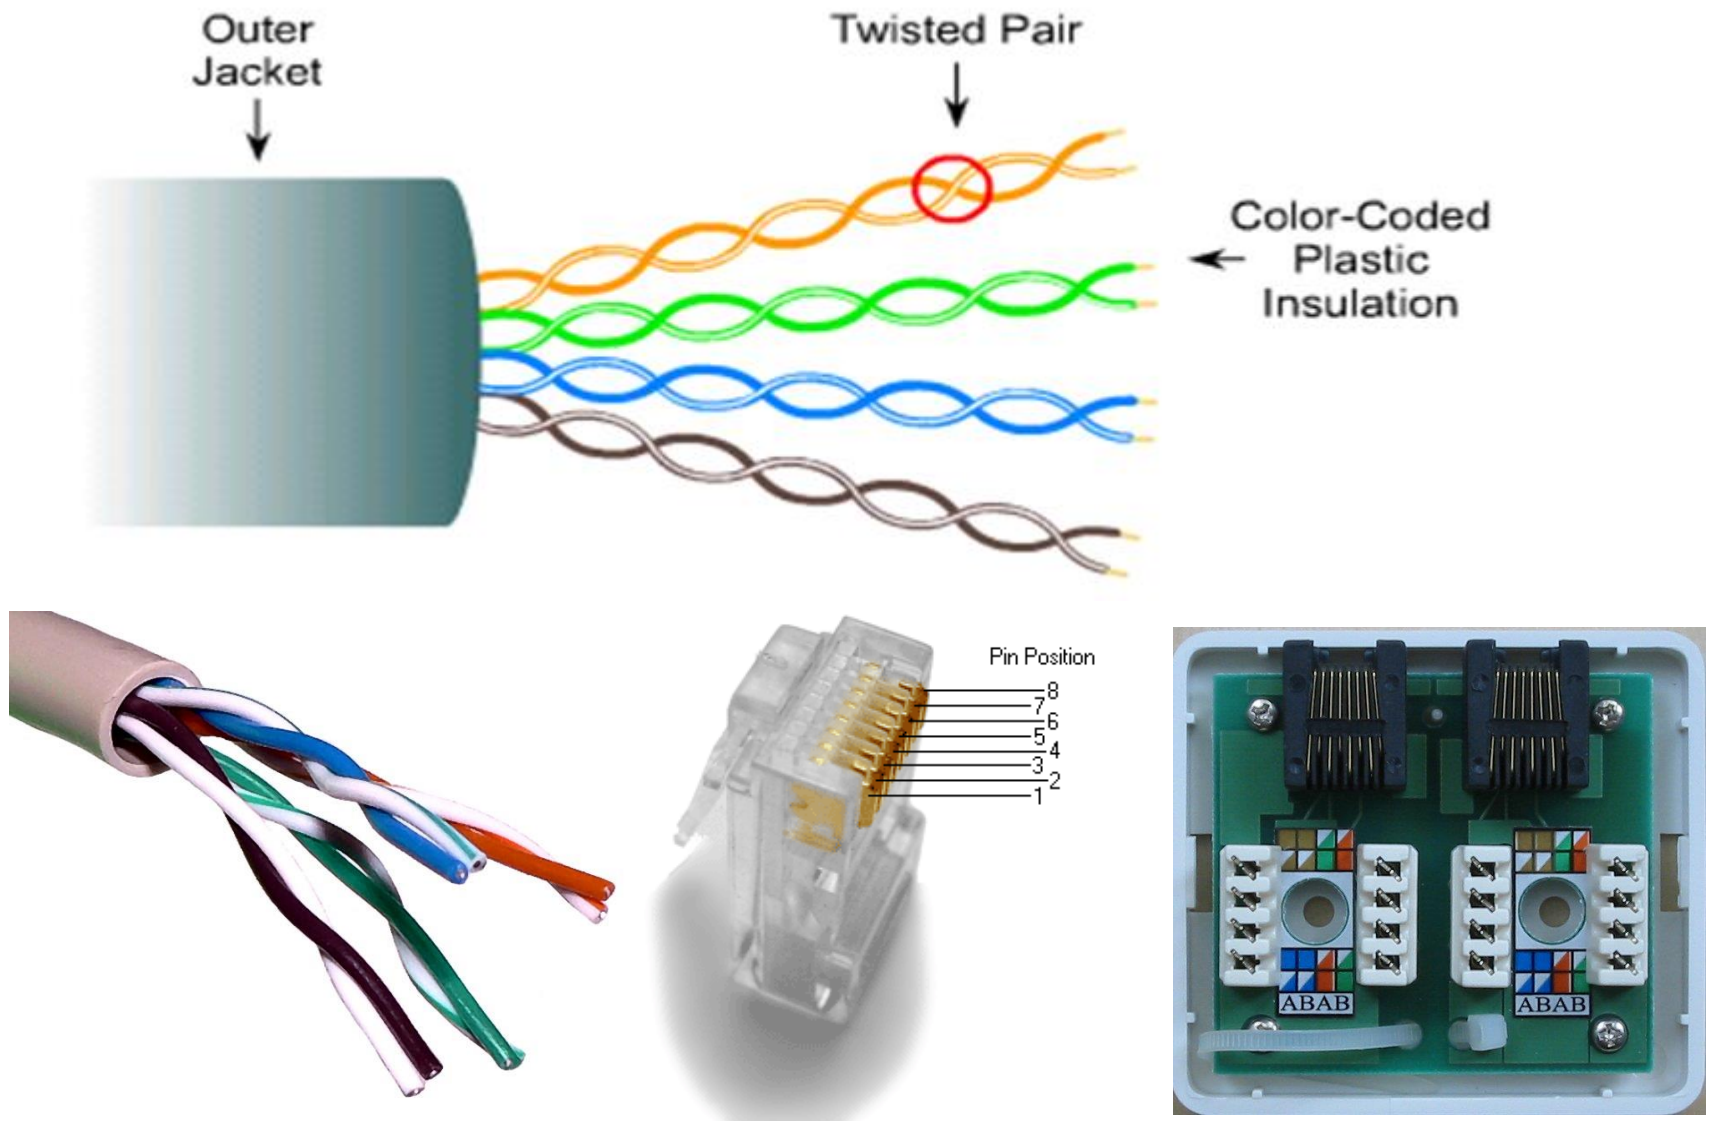 Outer
Jacket
Twisted Pair
Color-Coded
Plastic
Insulation
Pin Position
8
7
6
5
4
3
2
1
ABAB
ABAB